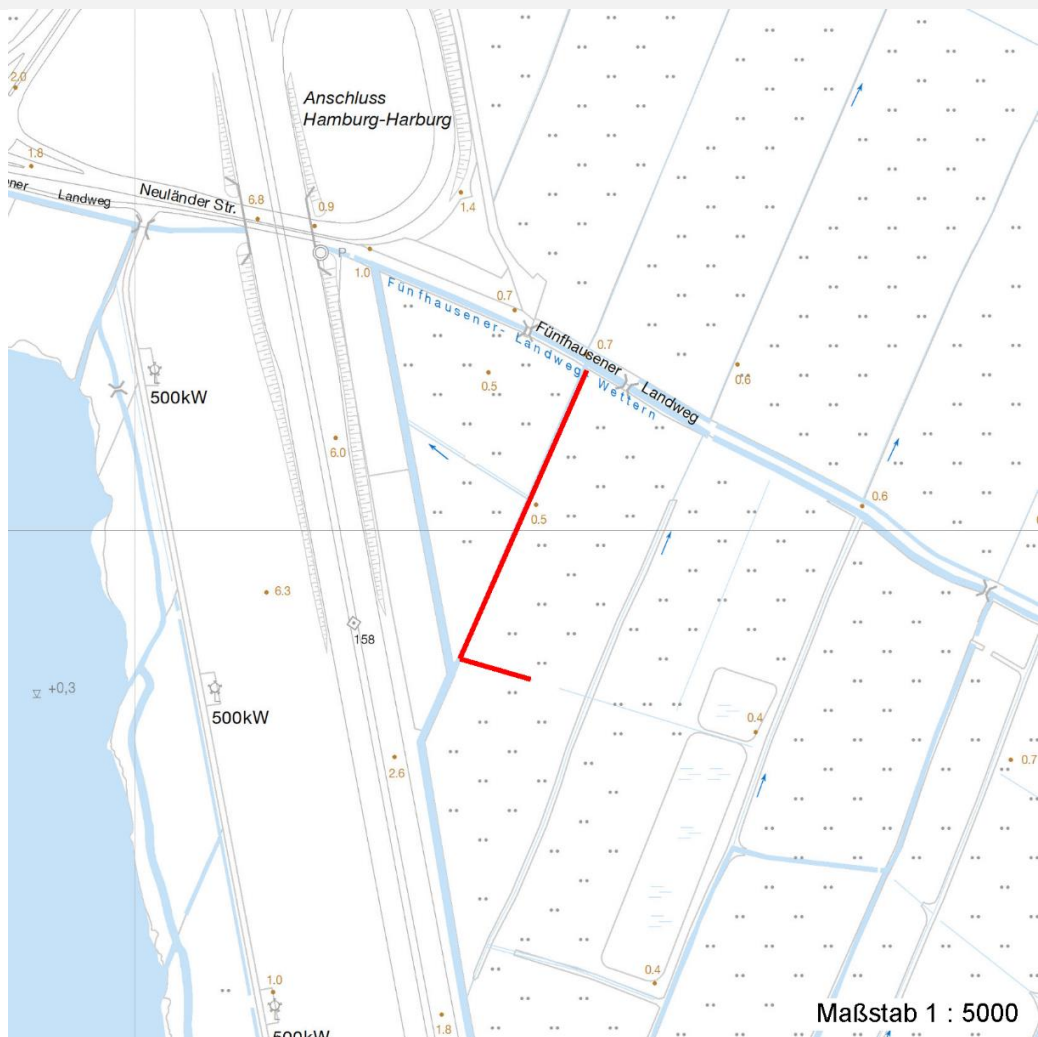 Anschluss
Hamburg-Harburg
2.0
1.8
Neuländer Str.
Landweg
6.8
0.9
1.4
P
1.0
Fünfhausener- Landweg Wettern
0.7
Fünfhausener Landweg
0.7
0.6
0.5
500kW
6.0
0.5
0.6
6.3
158
+0,3
500kW
0.4
2.6
0.7
0.4
1.0
1.8
500kW
Maßstab 1 : 5000